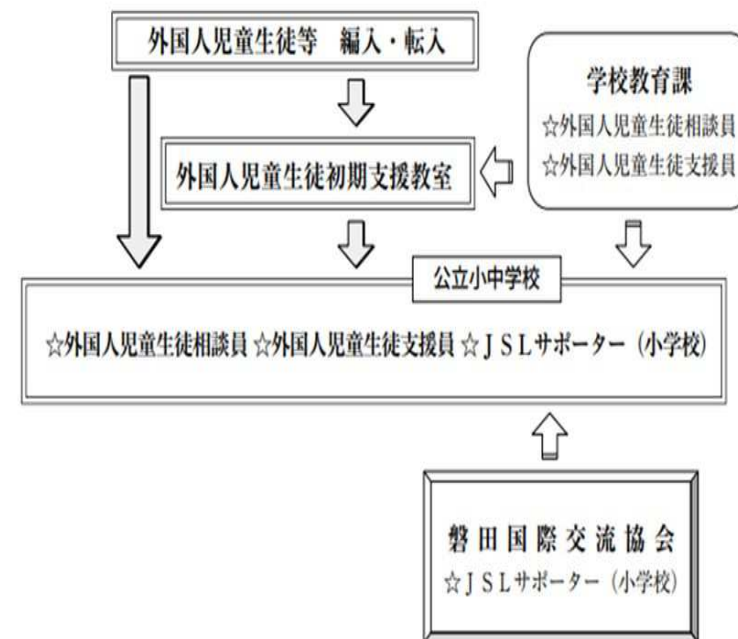 外国人児童生徒等　編入・転入
学校教育課
☆外国人児童生徒相談員
☆外国人児童生徒支援員
外国人児童生徒初期支援教室
公立小中学校
☆外国人児童生徒相談員 ☆外国人児童生徒支援員 ☆ＪＳＬサポーター（小学校）
磐田国際交流協会
☆ＪＳＬサポーター（小学校）